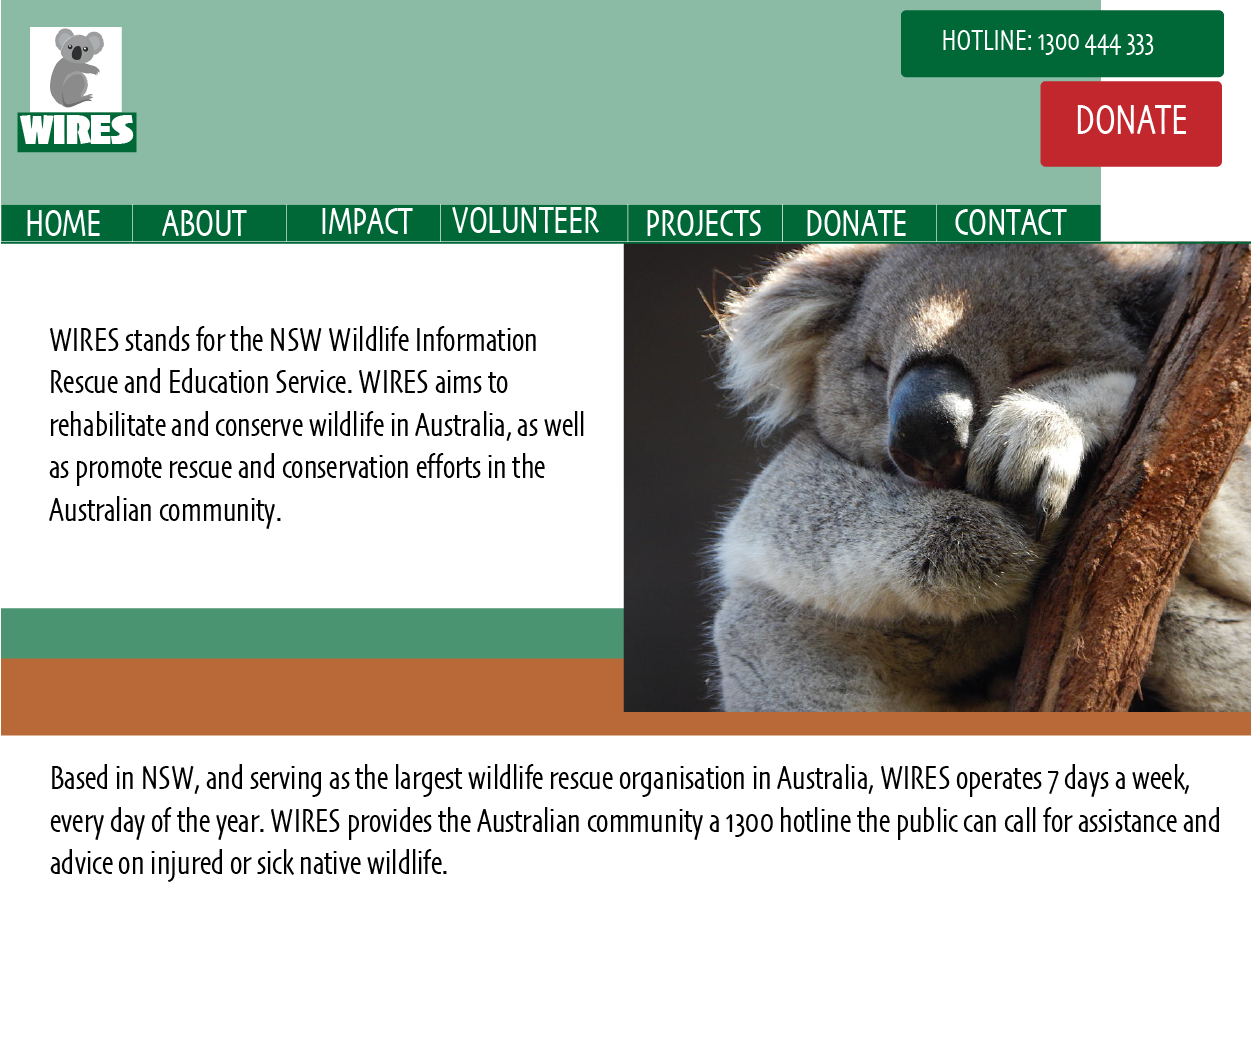 HOTLINE: 1300 444 333
WIRES
DONATE
HOME ABOUT IMPACT VOLUNTEER PROJECTS DONATE CONTACT
WIRES stands for the NSW Wildlife Information
Rescue and Education Service. WIRES aims to
rehabilitate and conserve wildlife in Australia, as well
as promote rescue and conservation efforts in the
Australian community.
Based in NSW, and serving as the largest wildlife rescue organisation in Australia, WIRES operates 7 days a week,
every day of the year. WIRES provides the Australian community a 1300 hotline the public can call for assistance and
advice on injured or sick native wildlife.